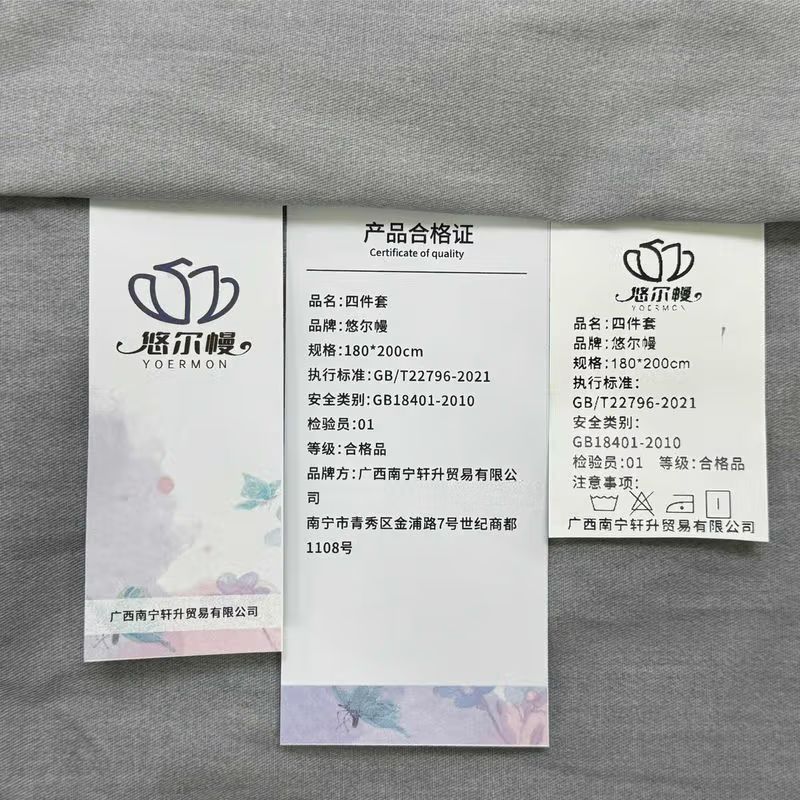 悠尔幔
YOERMON
广西南宁轩升贸易有限公司
产品合格证
Certificate of quality
品名:四件套
品牌:悠尔幔
规格:180*200cm
执行标准:GB/T22796-2021
安全类别:GB18401-2010
检验员:01
等级:合格品
品牌方:广西南宁轩升贸易有限公
司
南宁市青秀区金浦路7号世纪商都
1108号
悠尔幔
YOERMON
品名:四件套
品牌:悠尔幔
规格:180*200cm
执行标准:
GB/T22796-2021
安全类别:
GB18401-2010
检验员:01 等级:合格品
注意事项:
广西南宁轩升贸易有限公司